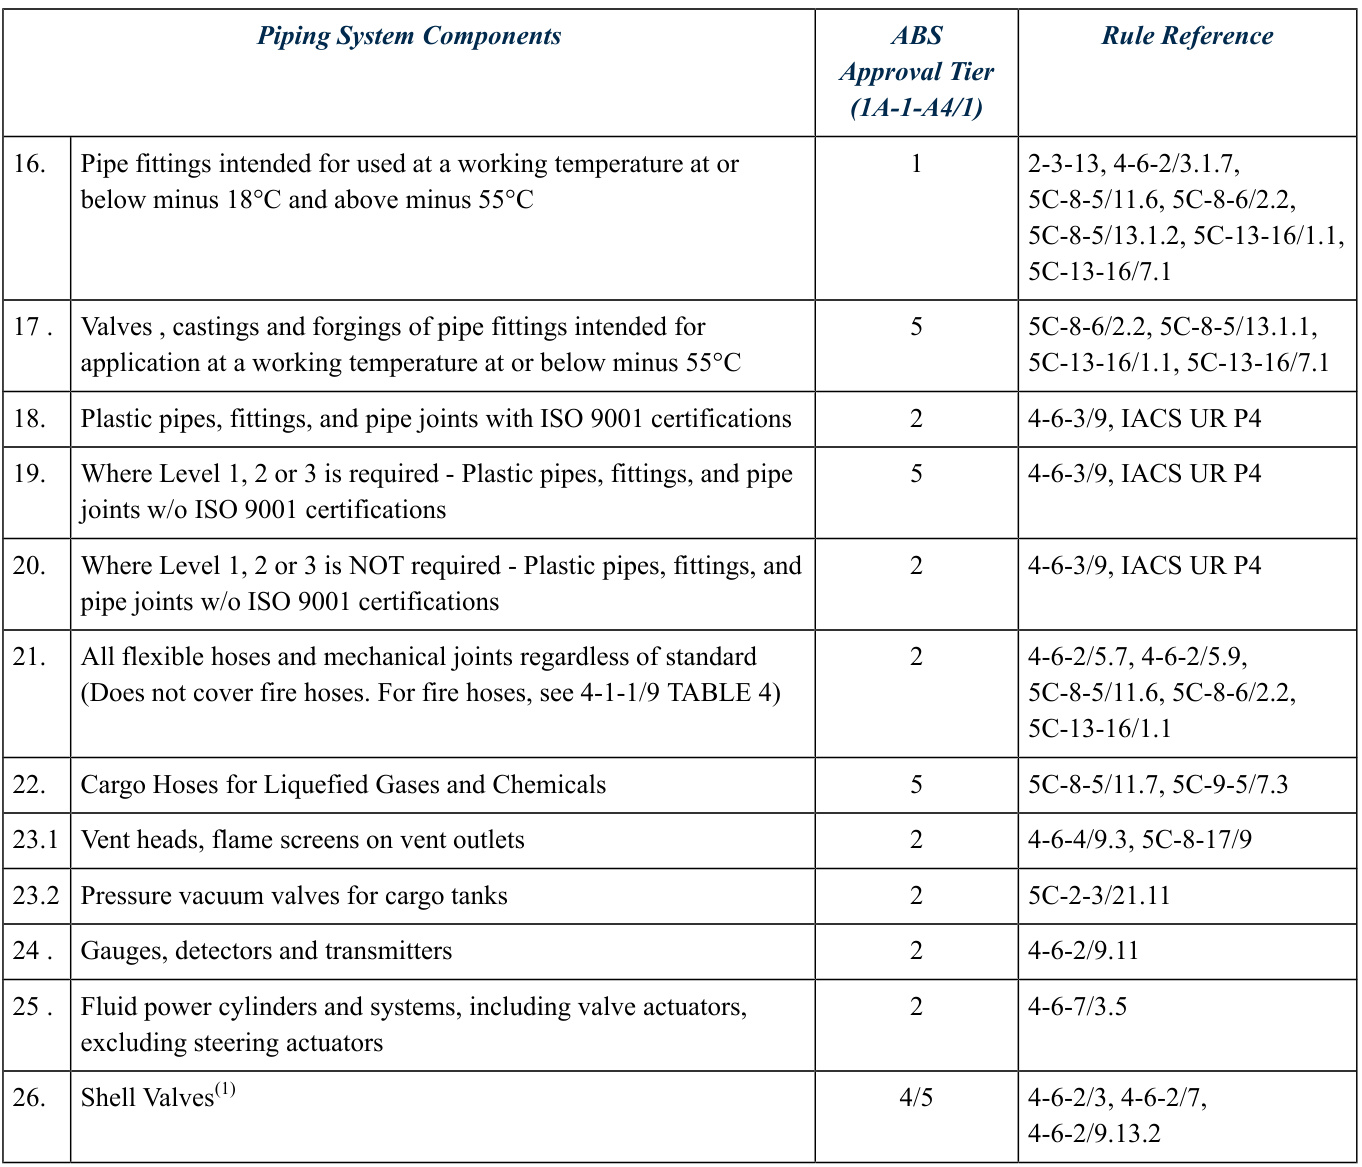 Piping System Components
ABS
Approval Tier
(1A-1-A4/1)
Rule Reference
16.
Pipe fittings intended for used at a working temperature at or
below minus 18°C and above minus 55°C
1
2-3-13, 4-6-2/3.1.7,
5C-8-5/11.6, 5C-8-6/2.2,
5C-8-5/13.1.2, 5C-13-16/1.1,
5C-13-16/7.1
17 .
Valves , castings and forgings of pipe fittings intended for
application at a working temperature at or below minus 55°C
5
5C-8-6/2.2, 5C-8-5/13.1.1,
5C-13-16/1.1, 5C-13-16/7.1
18.
Plastic pipes, fittings, and pipe joints with ISO 9001 certifications
2
4-6-3/9, IACS UR P4
19.
Where Level 1, 2 or 3 is required - Plastic pipes, fittings, and pipe
joints w/o ISO 9001 certifications
5
4-6-3/9, IACS UR P4
20.
Where Level 1, 2 or 3 is NOT required - Plastic pipes, fittings, and
pipe joints w/o ISO 9001 certifications
2
4-6-3/9, IACS UR P4
21.
All flexible hoses and mechanical joints regardless of standard
(Does not cover fire hoses. For fire hoses, see 4-1-1/9 TABLE 4)
2
4-6-2/5.7, 4-6-2/5.9,
5C-8-5/11.6, 5C-8-6/2.2,
5C-13-16/1.1
22.
Cargo Hoses for Liquefied Gases and Chemicals
5
5C-8-5/11.7, 5C-9-5/7.3
23.1
Vent heads, flame screens on vent outlets
2
4-6-4/9.3, 5C-8-17/9
23.2
Pressure vacuum valves for cargo tanks
2
5C-2-3/21.11
24 .
Gauges, detectors and transmitters
2
4-6-2/9.11
25 .
Fluid power cylinders and systems, including valve actuators,
excluding steering actuators
2
4-6-7/3.5
26.
Shell Valves(1)
4/5
4-6-2/3, 4-6-2/7,
4-6-2/9.13.2